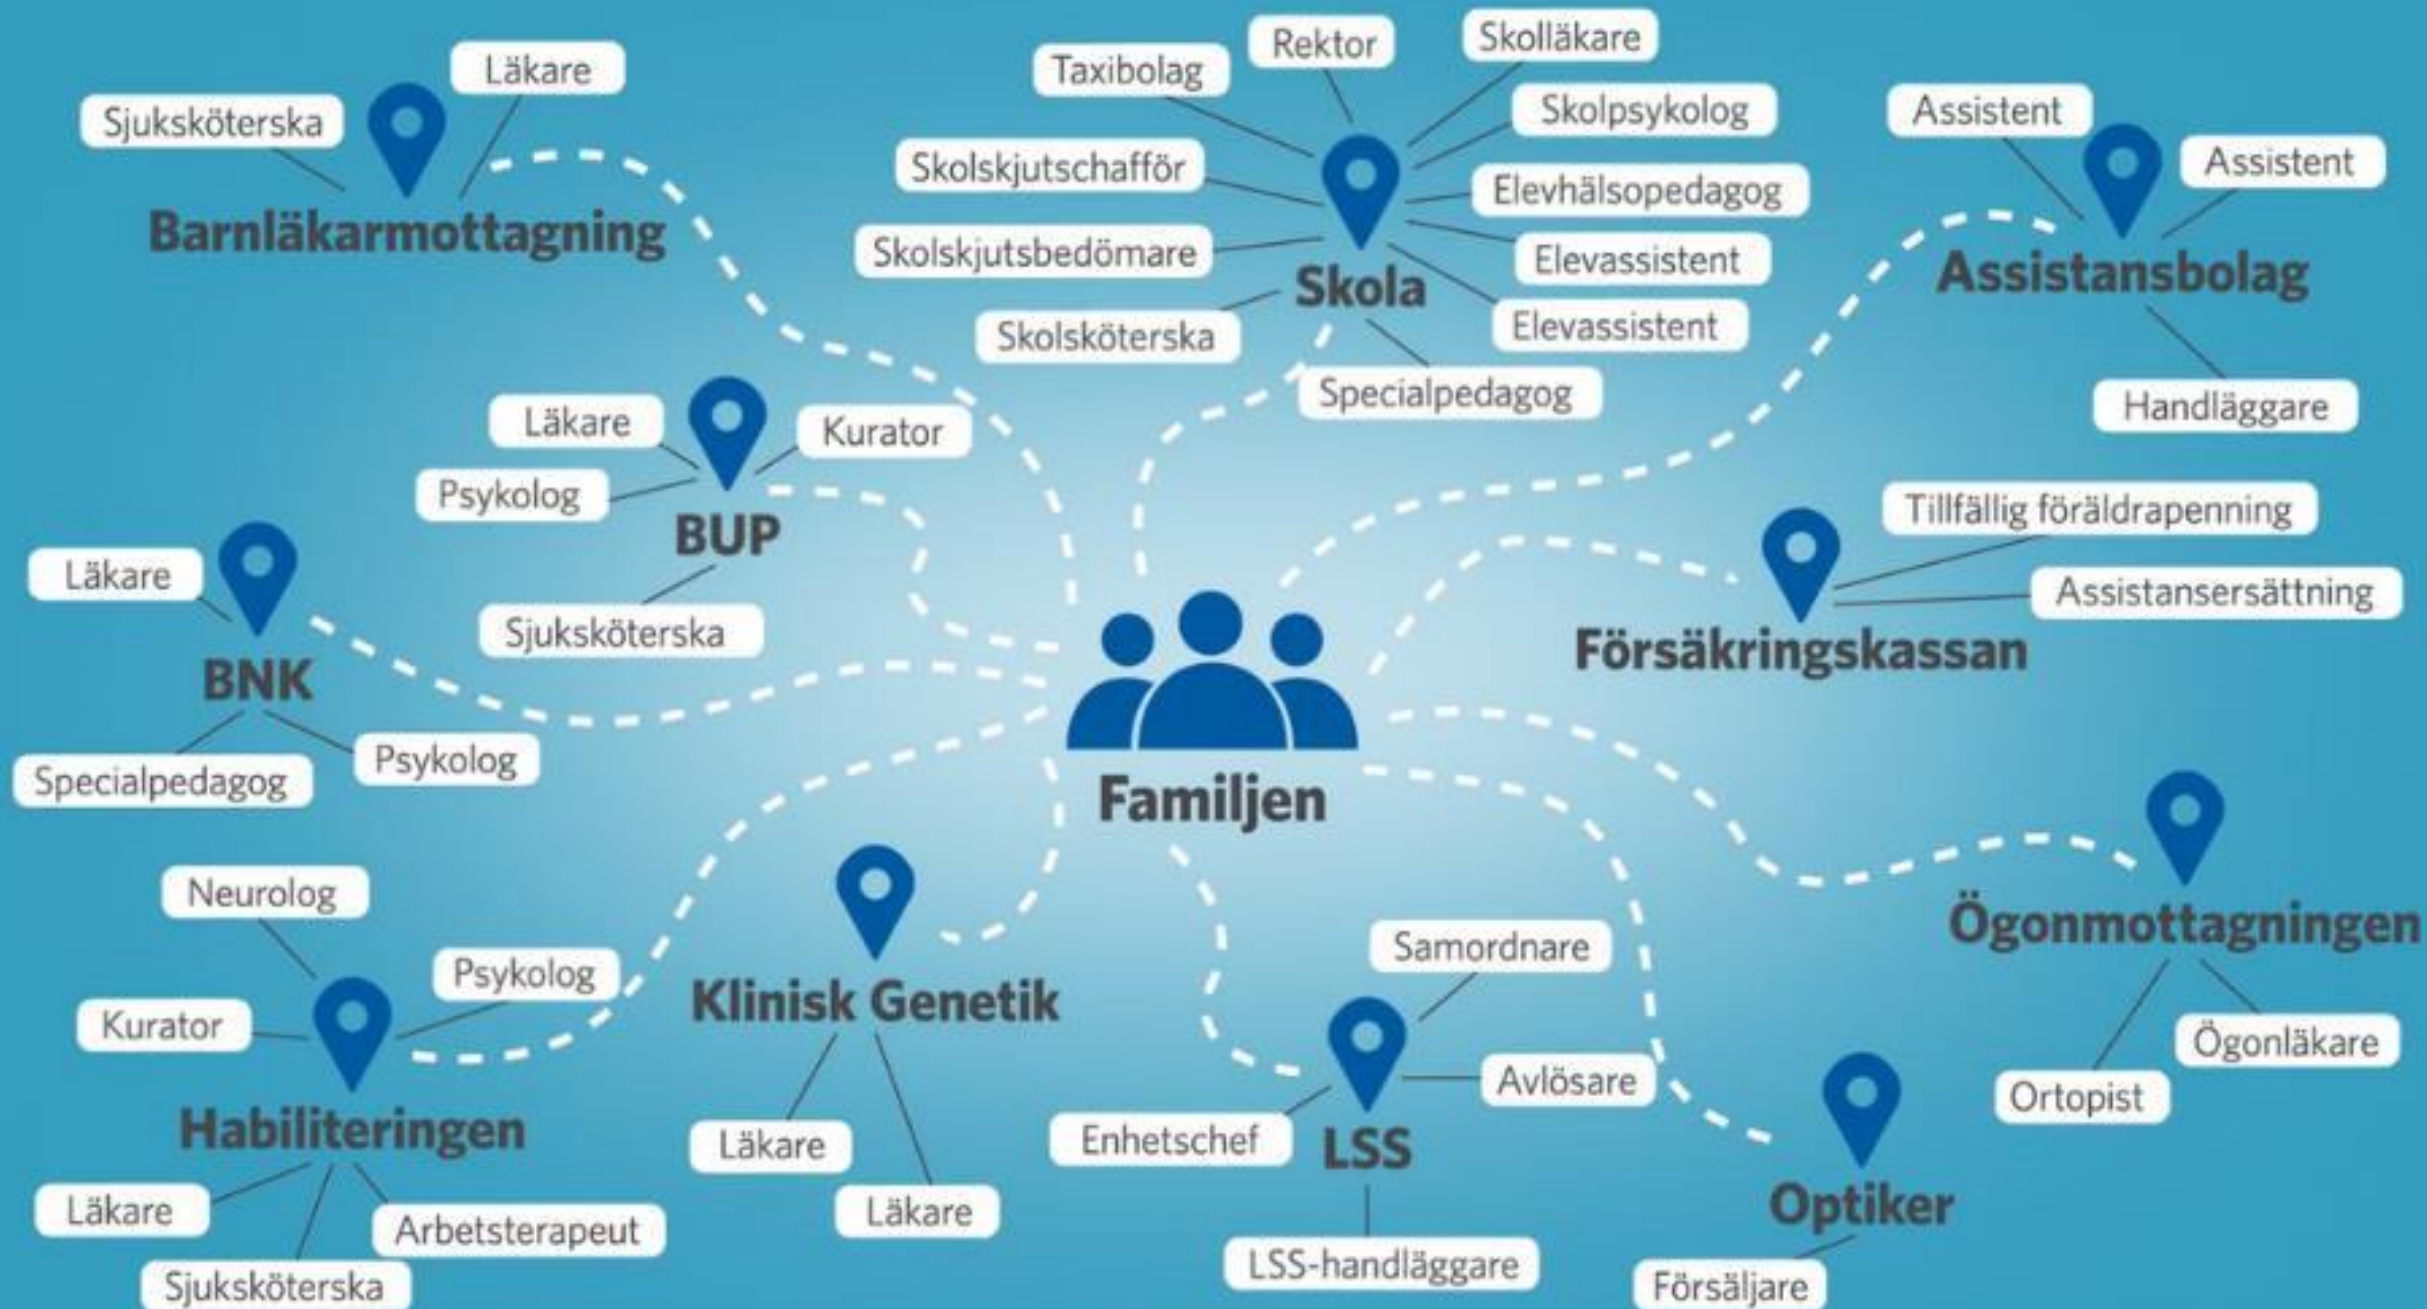 Sjuksköterska
Läkare
Barnläkarmottagning
Taxibolag
Rektor
Skolläkare
Skolpsykolog
Skolskjutschafför
Elevhälsopedagog
Skolskjutsbedömare
Elevassistent
Skola
Elevassistent
Skolsköterska
Specialpedagog
Assistent
Assistent
Assistansbolag
Handläggare
Läkare
Kurator
Psykolog
BUP
Sjuksköterska
Läkare
BNK
Specialpedagog
Psykolog
Tillfällig föräldrapenning
Assistansersättning
Försäkringskassan
Familjen
Neurolog
Psykolog
Kurator
Habiliteringen
Läkare
Arbetsterapeut
Sjuksköterska
Klinisk Genetik
Läkare
Läkare
Samordnare
Avlösare
Enhetschef
LSS
LSS-handläggare
Ögonmottagningen
Ögonläkare
Ortopist
Optiker
Försäljare